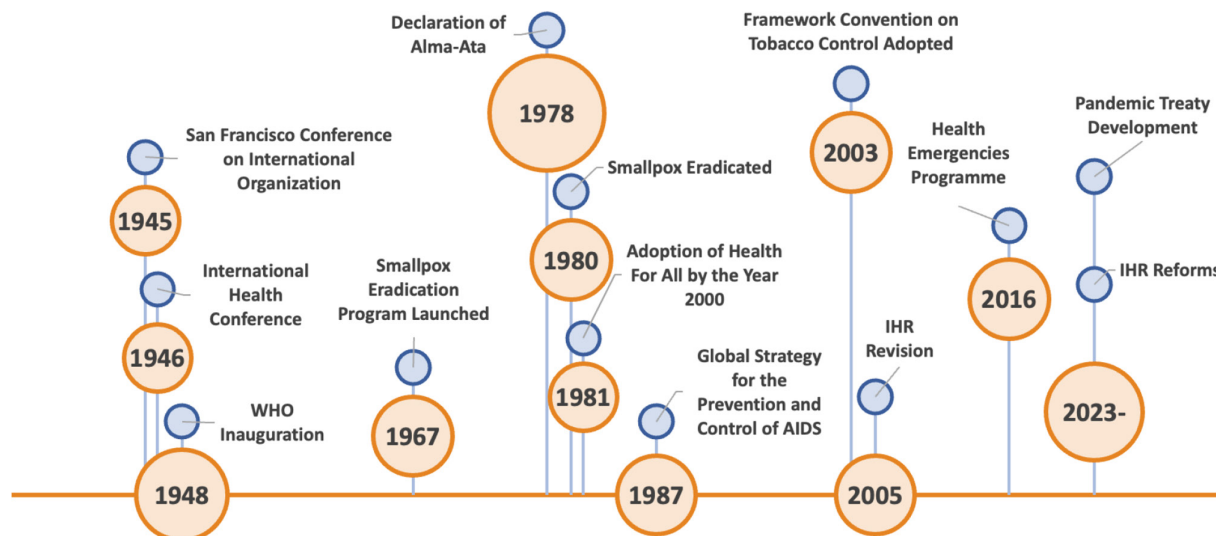 San Francisco Conference
on International
Organization
1945
International
Health
Conference
1946
WHO
Inauguration
1948
Smallpox
Eradication
Program Launched
1967
Declaration of
Alma-Ata
1978
Smallpox Eradicated
1980
Adoption of Health
For All by the Year
2000
1981
Global Strategy
for the
Prevention and
Control of AIDS
1987
Framework Convention on
Tobacco Control Adopted
2003
IHR
Revision
2005
Health
Emergencies
Programme
2016
Pandemic Treaty
Development
IHR Reforms
2023-